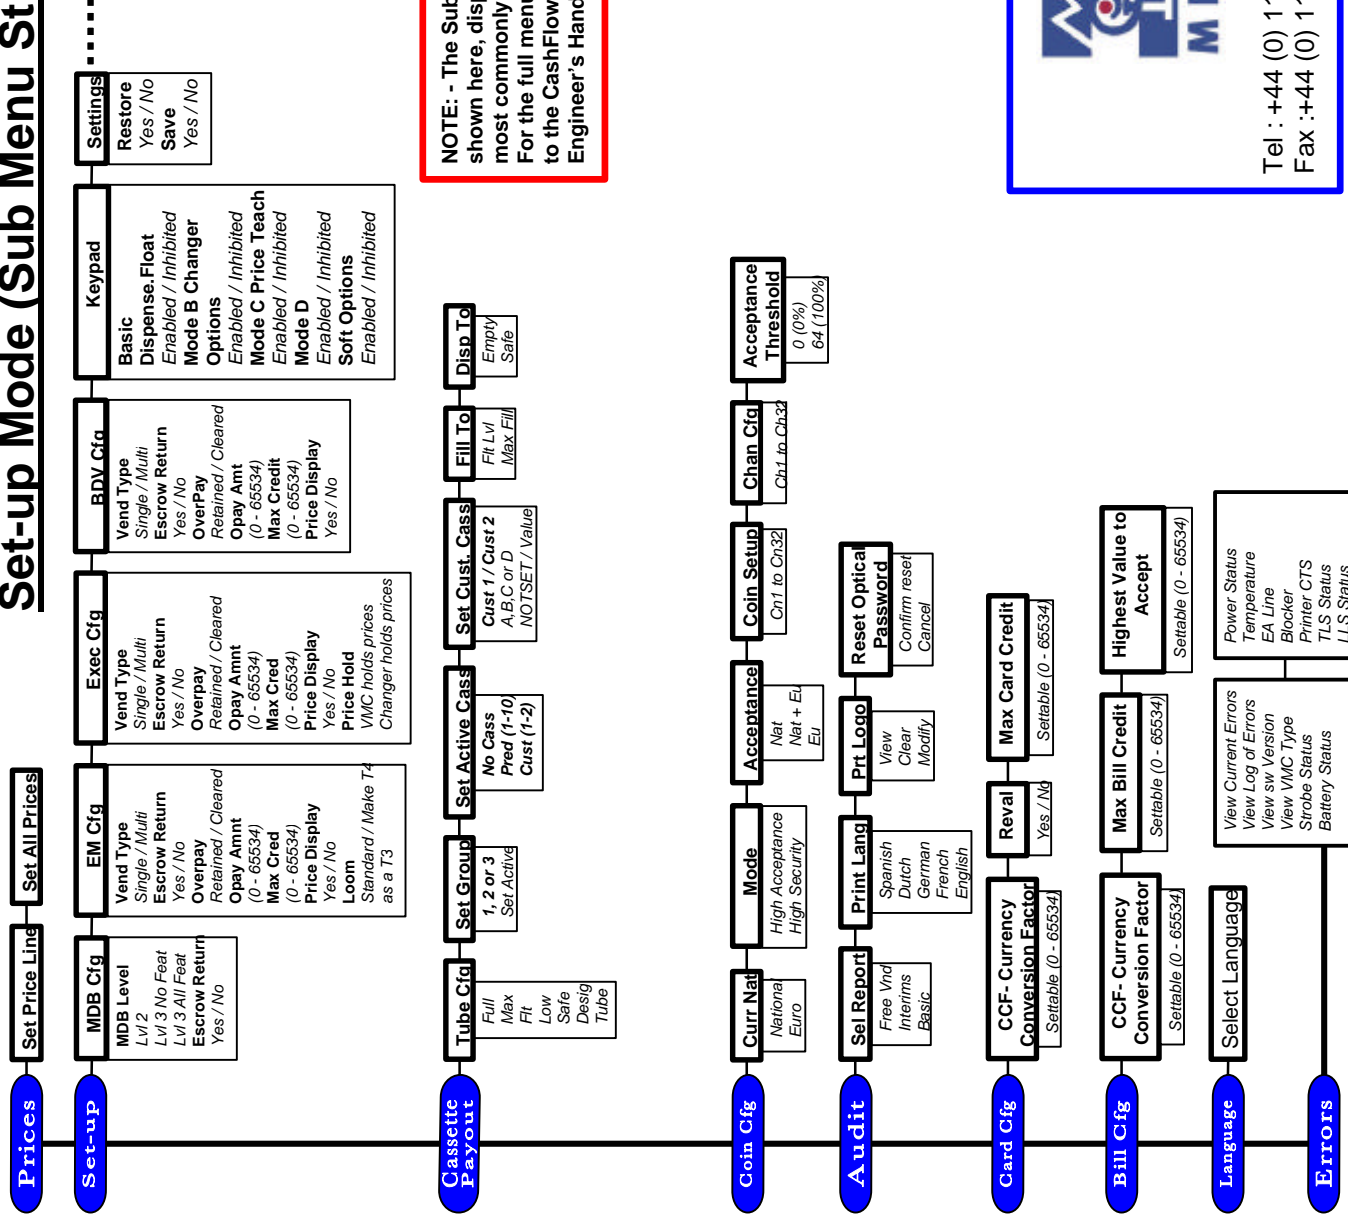 Set-up Mode (Sub Menu St
Prices
Set Price Line
Set All Prices
Set-up
MDB Cfg
MDB Level
Lvl 2
Lvl 3 No Feat
Lvl 3 All Feat
Escrow Return
Yes / No
EM Cfg
Vend Type
Single / Multi
Escrow Return
Yes / No
Overpay
Retained / Cleared
Opay Amnt
(0 - 65534)
Max Cred
(0 - 65534)
Price Display
Yes / No
Loom
Standard / Make T4
as a T3
Exec Cfg
Vend Type
Single / Multi
Escrow Return
Yes / No
Overpay
Retained / Cleared
Opay Amnt
(0 - 65534)
Max Cred
(0 - 65534)
Price Display
Yes / No
Price Hold
VMC holds prices
Changer holds prices
BDV Cfg
Vend Type
Single / Multi
Escrow Return
Yes / No
OverPay
Retained / Cleared
Opay Amt
(0 - 65534)
Max Credit
(0 - 65534)
Price Display
Yes / No
Keypad
Basic
Dispense.Float
Enabled / Inhibited
Mode B Changer
Options
Enabled / Inhibited
Mode C Price Teach
Enabled / Inhibited
Mode D
Enabled / Inhibited
Soft Options
Enabled / Inhibited
Settings
Restore
Yes / No
Save
Yes / No
Cassette
Payout
Tube Cfg
Full
Max
Flt
Low
Safe
Desig
Tube
Set Group
1, 2 or 3
Set Active
Set Active Cass
No Cass
Pred (1-10)
Cust (1-2)
Set Cust. Cass
Cust 1 / Cust 2
A,B,C or D
NOTSET / Value
Fill To
Flt Lvl
Max Fill
Disp To
Empty
Safe
NOTE: - The Sub
shown here, disp
most commonly
For the full menu
to the CashFlow
Engineer's Hand
Coin Cfg
Curr Nat
National
Euro
Mode
High Acceptance
High Security
Acceptance
Nat
Nat + Eu
Eu
Coin Setup
Cn1 to Cn32
Chan Cfg
Ch1 to Ch32
Acceptance
Threshold
0 (0%)
64 (100%)
Audit
Sel Report
Free Vnd
Interims
Basic
Print Lang
Spanish
Dutch
German
French
English
Prt Logo
View
Clear
Modify
Reset Optical
Password
Confirm reset
Cancel
Card Cfg
CCF- Currency
Conversion Factor
Settable (0 - 65534)
Reval
Yes / No
Max Card Credit
Settable (0 - 65534)
Bill Cfg
CCF- Currency
Conversion Factor
Settable (0 - 65534)
Max Bill Credit
Settable (0 - 65534)
Highest Value to
Accept
Settable (0 - 65534)
Language
Select Language
Errors
View Current Errors
View Log of Errors
View sw Version
View VMC Type
Strobe Status
Battery Status
Power Status
Temperature
EA Line
Blocker
Printer CTS
TLS Status
LLS Status
Tel : +44 (0) 11
Fax :+44 (0) 11